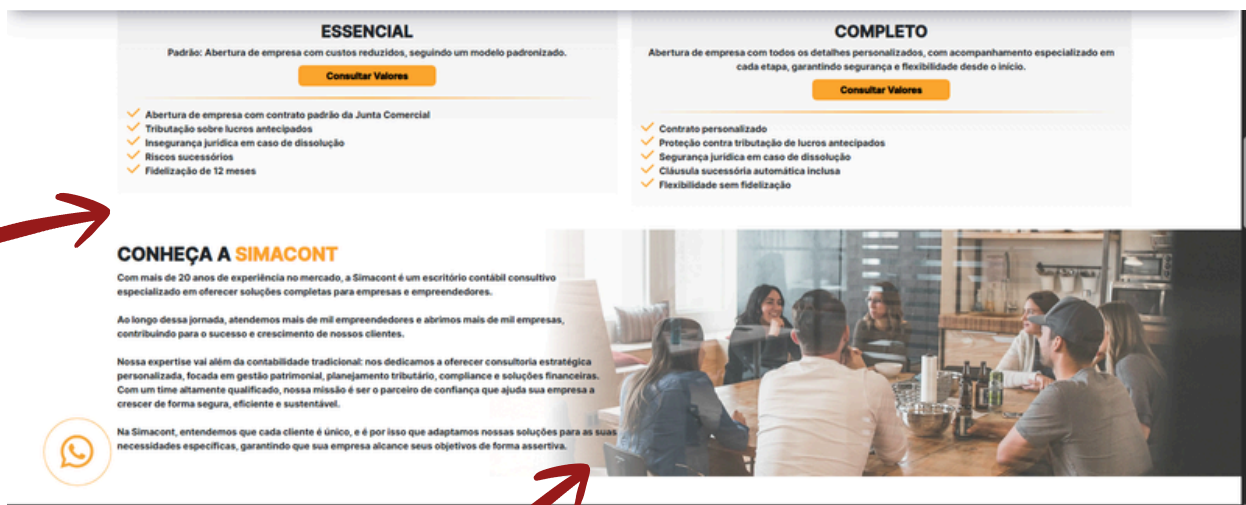 ESSENCIAL
Padrão: Abertura de empresa com custos reduzidos, seguindo um modelo padronizado.
Consultar Valores
Abertura de empresa com contrato padrão da Junta Comercial
Tributação sobre lucros antecipados
Insegurança jurídica em caso de dissolução
Riscos sucessórios
Fidelização de 12 meses
COMPLETO
Abertura de empresa com todos os detalhes personalizados, com acompanhamento especializado em
cada etapa, garantindo segurança e flexibilidade desde o início.
Consultar Valores
Contrato personalizado
Proteção contra tributação de lucros antecipados
Segurança jurídica em caso de dissolução
Cláusula sucessória automática inclusa
Flexibilidade sem fidelização
CONHEÇA A SIMACONT
Com mais de 20 anos de experiência no mercado, a Simacont é um escritório contábil consultivo
especializado em oferecer soluções completas para empresas e empreendedores.
Ao longo dessa jornada, atendemos mais de mil empreendedores e abrimos mais de mil empresas,
contribuindo para o sucesso e crescimento de nossos clientes.
Nossa expertise vai além da contabilidade tradicional: nos dedicamos a oferecer consultoria estratégica
personalizada, focada em gestão patrimonial, planejamento tributário, compliance e soluções financeiras.
Com um time altamente qualificado, nossa missão é ser o parceiro de confiança que ajuda sua empresa a
crescer de forma segura, eficiente e sustentável.
Na Simacont, entendemos que cada cliente é único, e é por isso que adaptamos nossas soluções para as suas
necessidades específicas, garantindo que sua empresa alcance seus objetivos de forma assertiva.